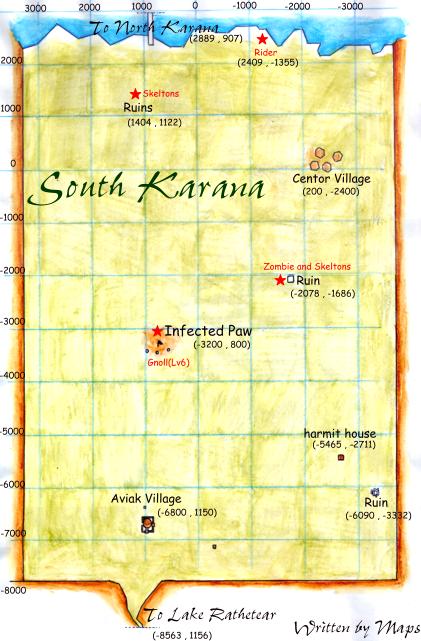 3000 2000 1000 0 -1000 -2000 -3000
To North Karana
(2889 , 907)
Rider
(2409 , -1355)
2000
Skeltons
Ruins
(1404 , 1122)
1000
0
Centor Village
(200 , -2400)
South Karana
-1000
Zombie and Skeltons
-2000
Ruin
(-2078 , -1686)
-3000
Infected Paw
(-3200 , 800)
Gnoll(Lv6)
-4000
harmit house
(-5465 , -2711)
-5000
-6000
Aviak Village
(-6800 , 1150)
Ruin
(-6090 , -3332)
-7000
-8000
To Lake Rathetear
(-8563 , 1156)
Written by Maps